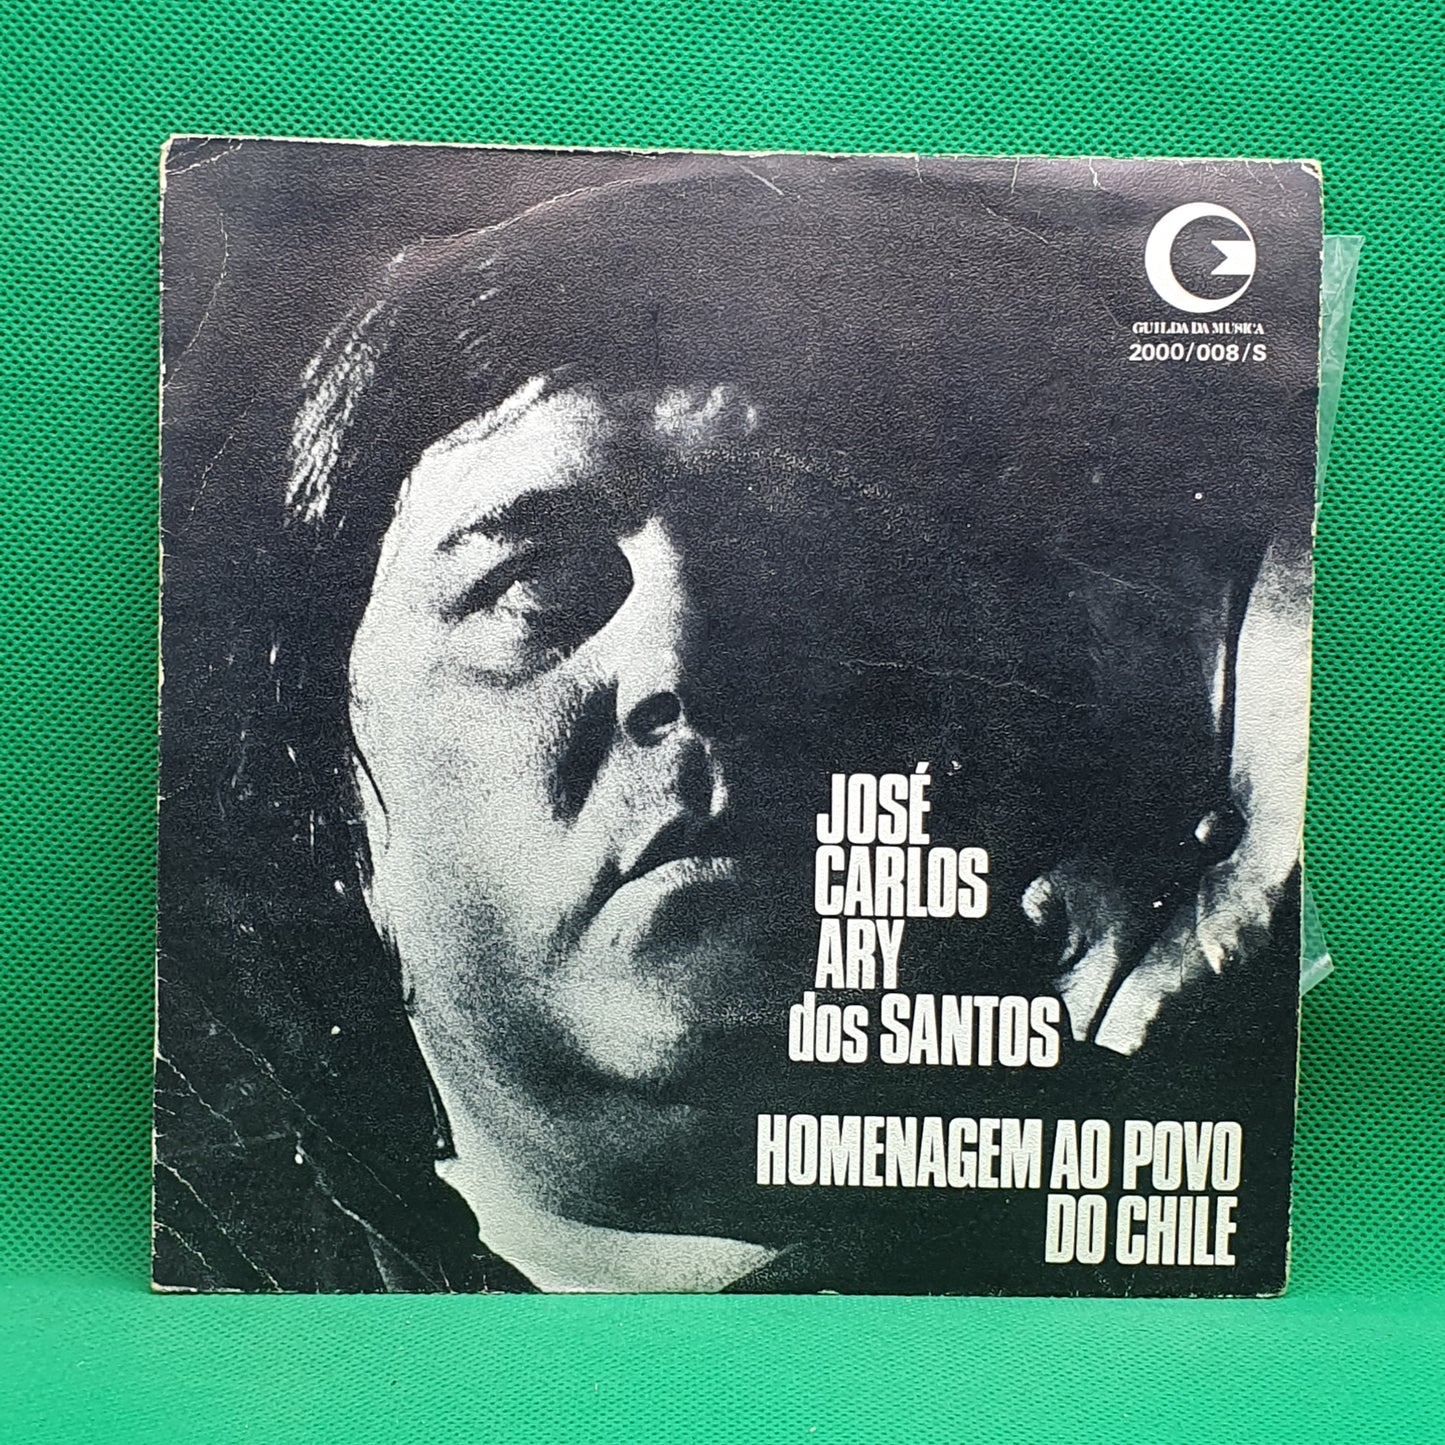 GUILDA DA MUSICA
2000/008/S
JOSÉ
CARLOS
ARY
dos SANTOS
HOMENAGEM AO POVO
DO CHILE